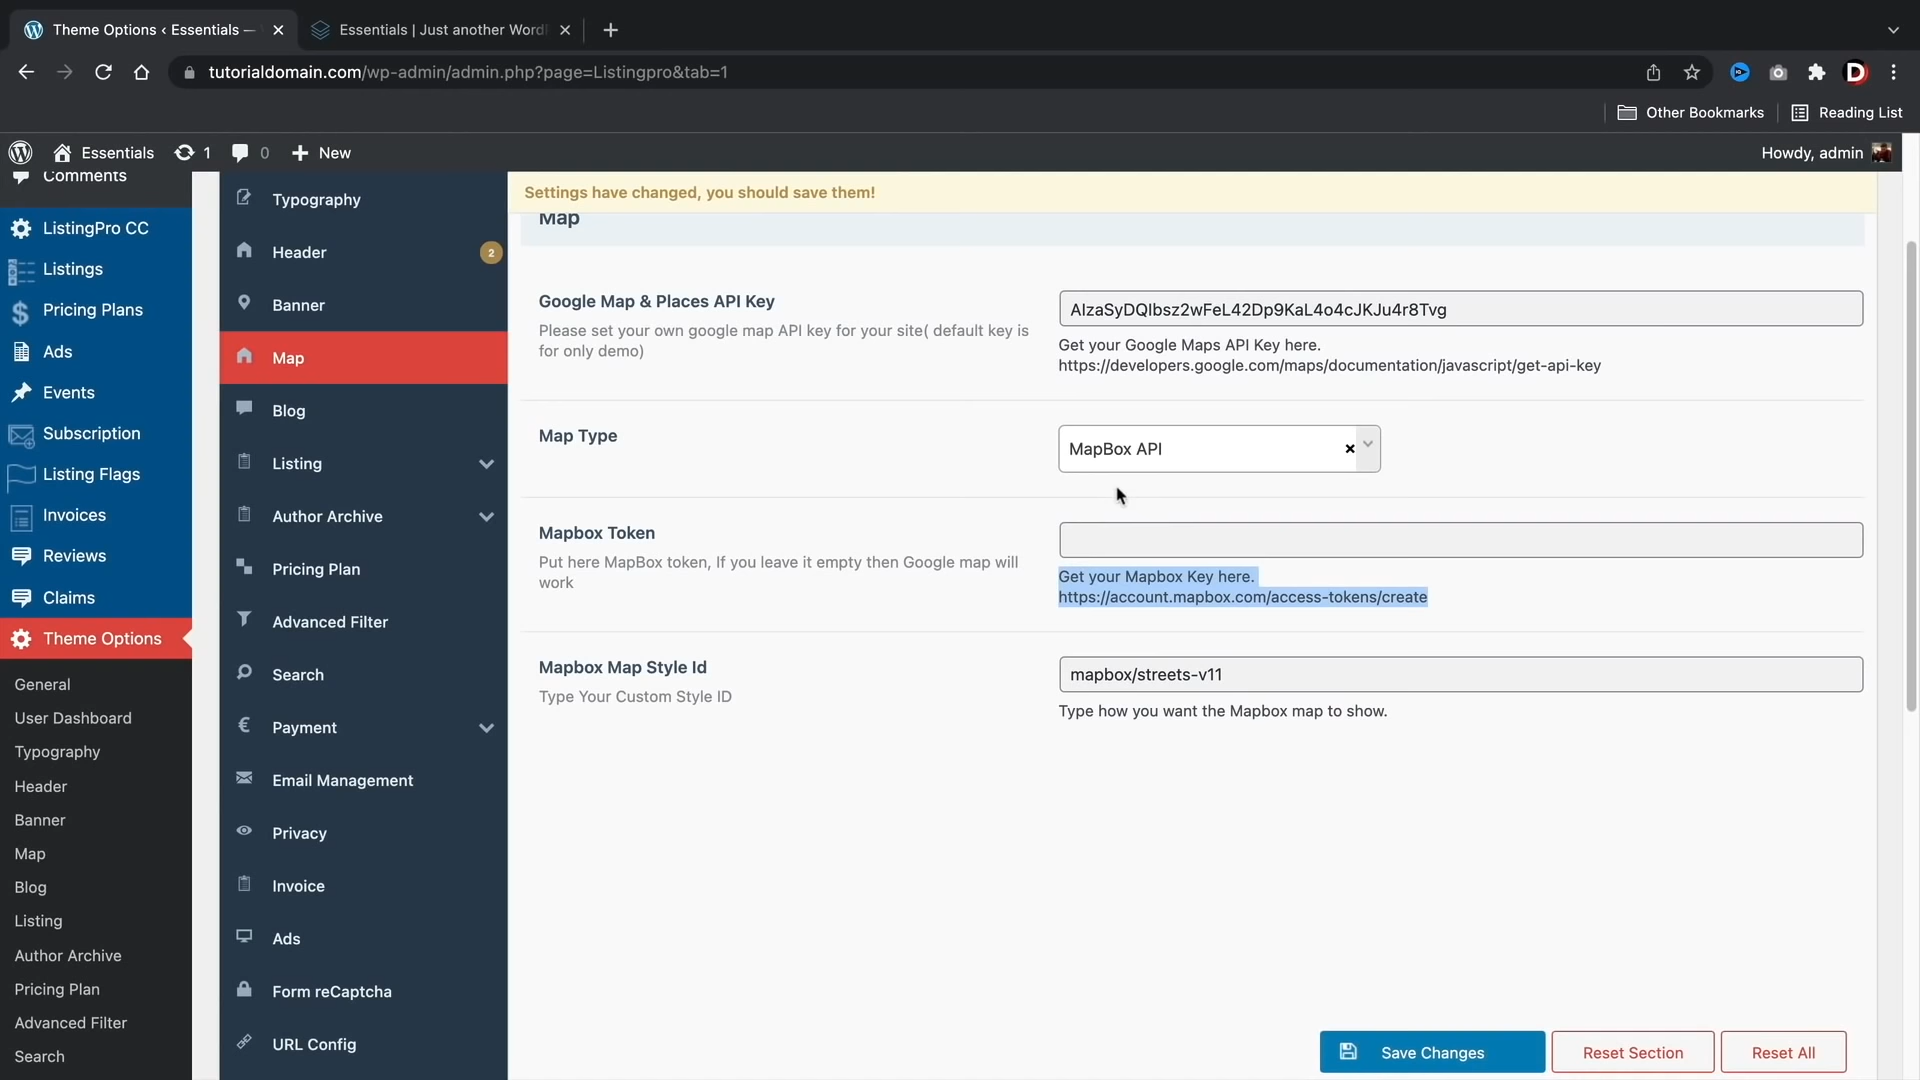 Theme Options ‹ Essentials —
Essentials | Just another Word
tutorialdomain.com/wp-admin/admin.php?page=Listingpro&tab=1
Other Bookmarks
Reading List
Essentials
1
0
New
Howdy, admin
Comments
ListingPro CC
Listings
Pricing Plans
Ads
Events
Subscription
Listing Flags
Invoices
Reviews
Claims
Theme Options
General
User Dashboard
Typography
Header
Banner
Map
Blog
Listing
Author Archive
Pricing Plan
Advanced Filter
Search
Typography
Header
2
Banner
Map
Blog
Listing
Author Archive
Pricing Plan
Advanced Filter
Search
Payment
Email Management
Privacy
Invoice
Ads
Form reCaptcha
URL Config
Settings have changed, you should save them!
Map
Google Map & Places API Key
Please set your own google map API key for your site( default key is
for only demo)
AIzaSyDQIbsz2wFeL42Dp9KaL4o4cJKJu4r8Tvg
Get your Google Maps API Key here.
https://developers.google.com/maps/documentation/javascript/get-api-key
Map Type
MapBox API
Mapbox Token
Put here MapBox token, If you leave it empty then Google map will
work
Get your Mapbox Key here.
https://account.mapbox.com/access-tokens/create
Mapbox Map Style Id
Type Your Custom Style ID
mapbox/streets-v11
Type how you want the Mapbox map to show.
Save Changes
Reset Section
Reset All